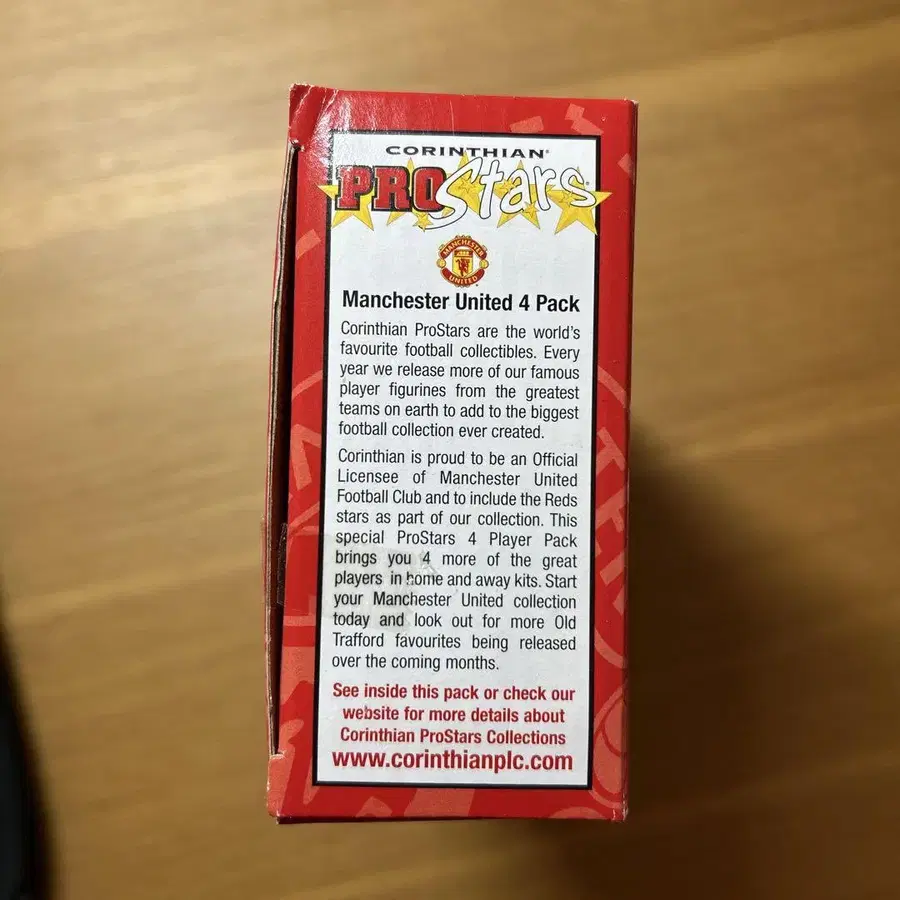 CORINTHIAN
PROStars
MANCHESTER
UNITED
Manchester United 4 Pack
Corinthian ProStars are the world's
favourite football collectibles. Every
year we release more of our famous
player figurines from the greatest
teams on earth to add to the biggest
football collection ever created.
Corinthian is proud to be an Official
Licensee of Manchester United
Football Club and to include the Reds
stars as part of our collection. This
special ProStars 4 Player Pack
brings you 4 more of the great
players in home and away kits. Start
your Manchester United collection
today and look out for more Old
Trafford favourites being released
over the coming months.
See inside this pack or check our
website for more details about
Corinthian ProStars Collections
www.corinthianplc.com